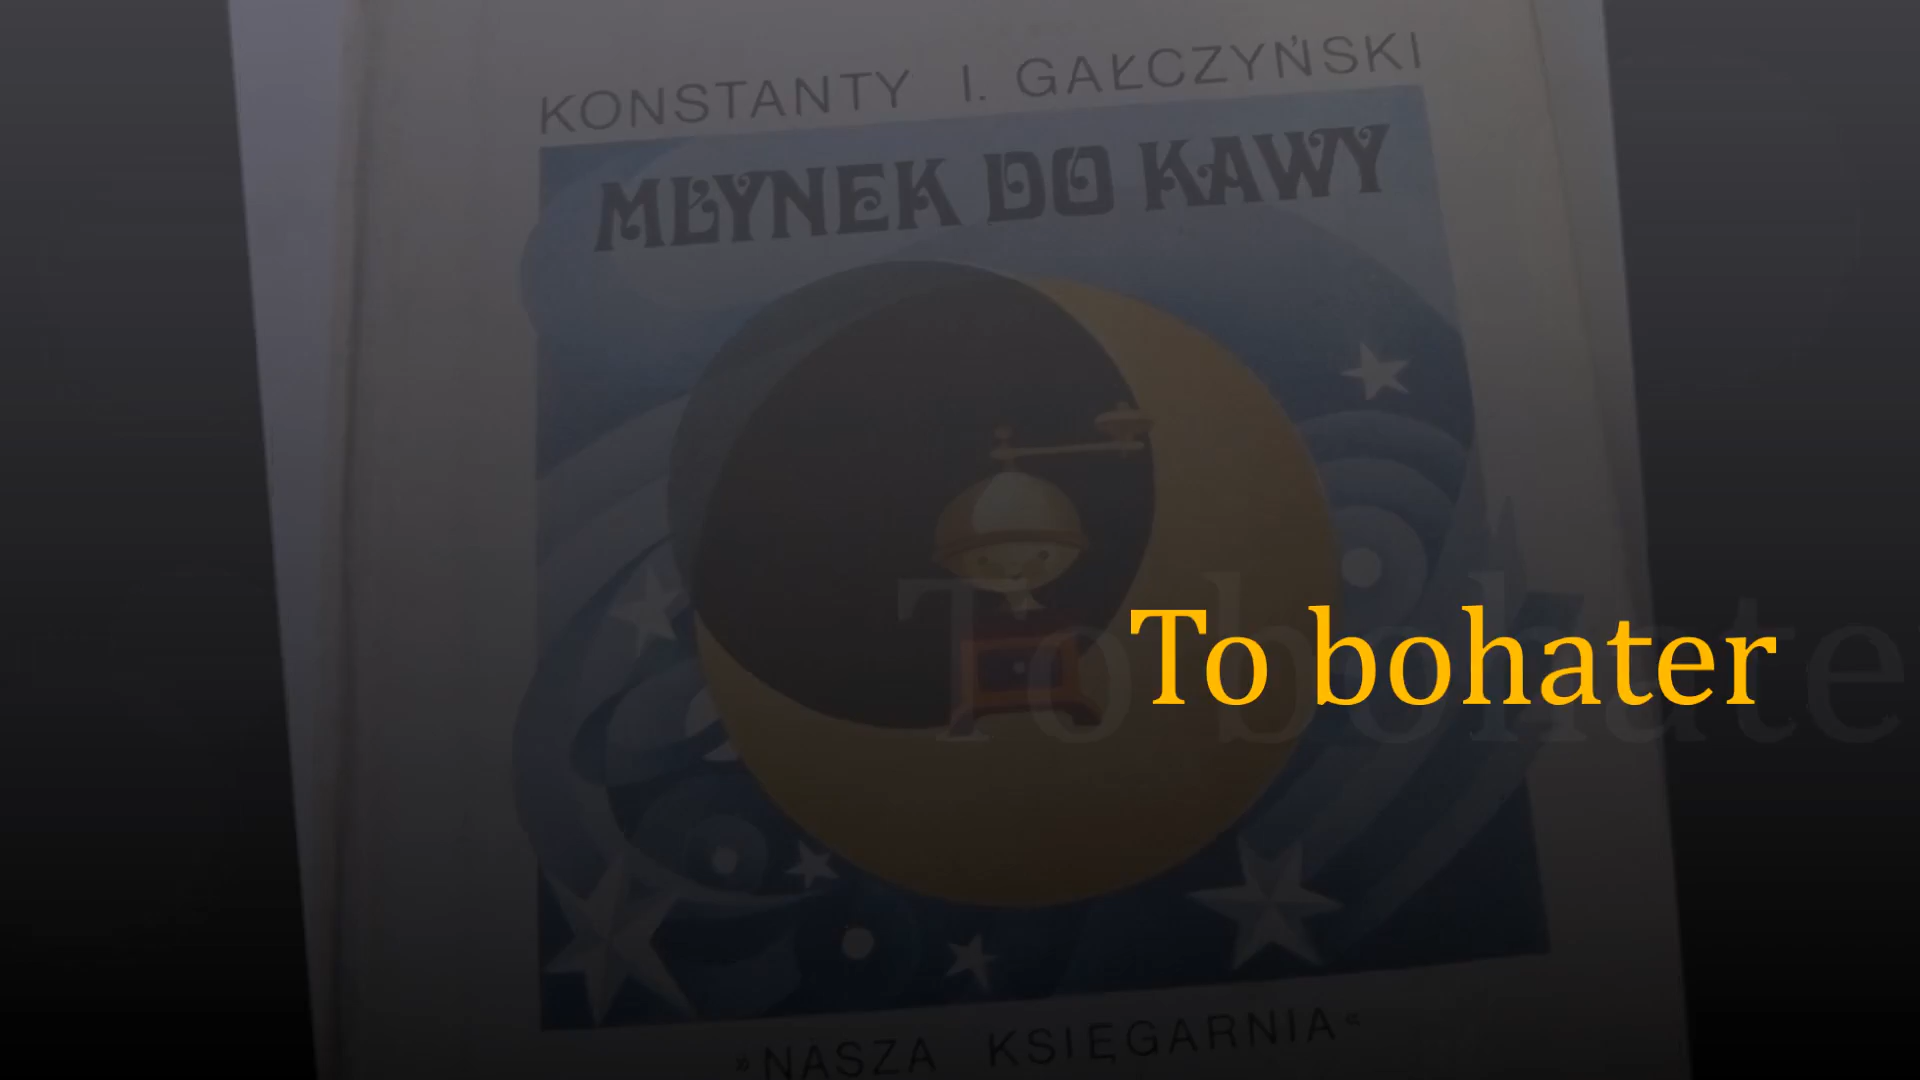 KONSTANTY I. GAŁCZYŃSKI
MŁYNEK DO KAWY
To bohater
»NASZA KSIĘGARNIA«